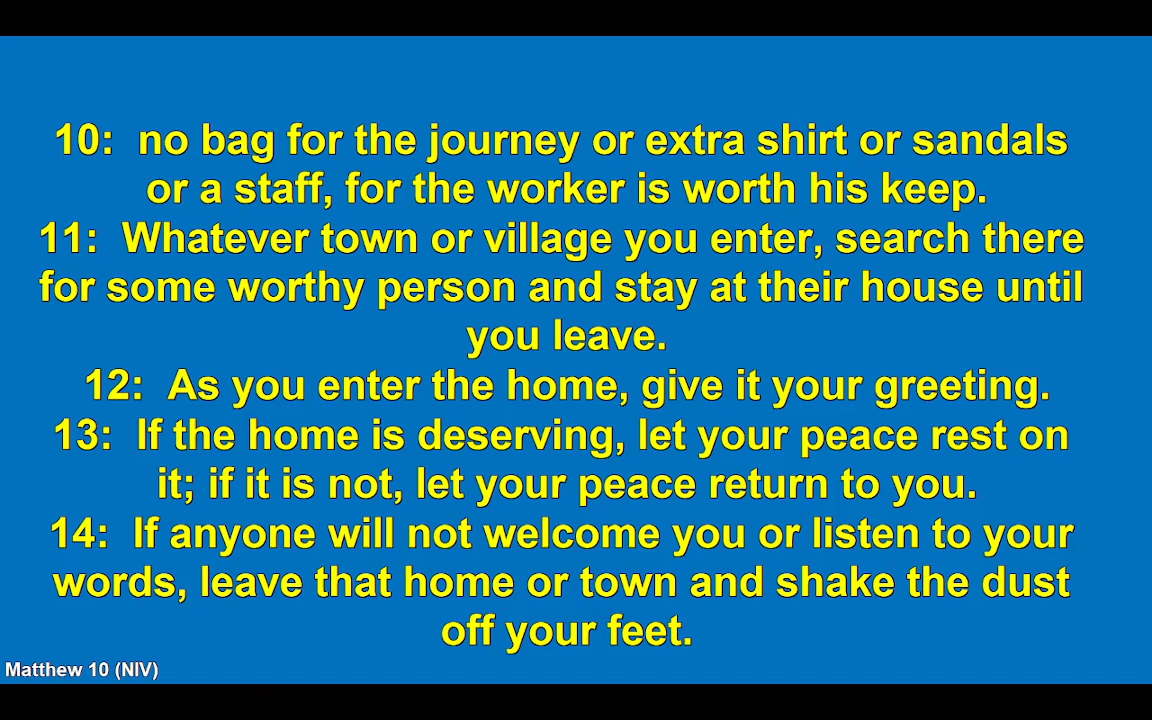 10:  no bag for the journey or extra shirt or sandals
or a staff, for the worker is worth his keep.
11:  Whatever town or village you enter, search there
for some worthy person and stay at their house until
you leave.
12:  As you enter the home, give it your greeting.
13:  If the home is deserving, let your peace rest on
it; if it is not, let your peace return to you.
14:  If anyone will not welcome you or listen to your
words, leave that home or town and shake the dust
off your feet.
Matthew 10 (NIV)